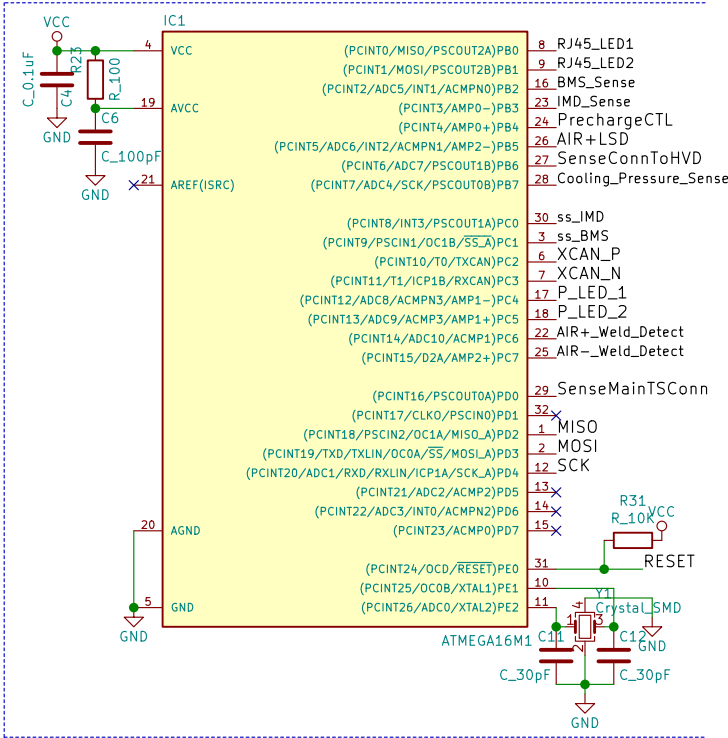 VCC
IC1
C_0.1uF
C4
GND
R23
R_100
C6
C_100pF
GND
4 VCC
19 AVCC
21 AREF(ISRC)
20 AGND
5 GND
GND
(PCINT0/MISO/PSCOUT2A)PB0 8 RJ45_LED1
(PCINT1/MOSI/PSCOUT2B)PB1 9 RJ45_LED2
(PCINT2/ADC5/INT1/ACMPN0)PB2 16 BMS_Sense
(PCINT3/AMP0-)PB3 23 IMD_Sense
(PCINT4/AMP0+)PB4 24 PrechargeCTL
(PCINT5/ADC6/INT2/ACMPN1/AMP2-)PB5 26 AIR+LSD
(PCINT6/ADC7/PSCOUT1B)PB6 27 SenseConnToHVD
(PCINT7/ADC4/SCK/PSCOUT0B)PB7 28 Cooling_Pressure_Sense
(PCINT8/INT3/PSCOUT1A)PC0 30 ss_IMD
(PCINT9/PSCIN1/OC1B/SS_A)PC1 3 ss_BMS
(PCINT10/T0/TXCAN)PC2 6 XCAN_P
(PCINT11/T1/ICP1B/RXCAN)PC3 7 XCAN_N
(PCINT12/ADC8/ACMPN3/AMP1-)PC4 17 P_LED_1
(PCINT13/ADC9/ACMP3/AMP1+)PC5 18 P_LED_2
(PCINT14/ADC10/ACMP1)PC6 22 AIR+_Weld_Detect
(PCINT15/D2A/AMP2+)PC7 25 AIR-_Weld_Detect
(PCINT16/PSCOUT0A)PD0 29 SenseMainTSConn
(PCINT17/CLKO/PSCIN0)PD1 32
(PCINT18/PSCIN2/OC1A/MISO_A)PD2 1 MISO
(PCINT19/TXD/TXLIN/OC0A/SS/MOSI_A)PD3 2 MOSI
(PCINT20/ADC1/RXD/RXLIN/ICP1A/SCK_A)PD4 12 SCK
(PCINT21/ADC2/ACMP2)PD5 13
(PCINT22/ADC3/INT0/ACMPN2)PD6 14
(PCINT23/ACMP0)PD7 15
R31
R_10K
VCC
(PCINT24/OCD/RESET)PE0 31 RESET
(PCINT25/OC0B/XTAL1)PE1 10
(PCINT26/ADC0/XTAL2)PE2 11
ATMEGA16M1
Y1
Crystal_SMD
4
1 3
2
GND
C11
C_30pF
C12
C_30pF
GND